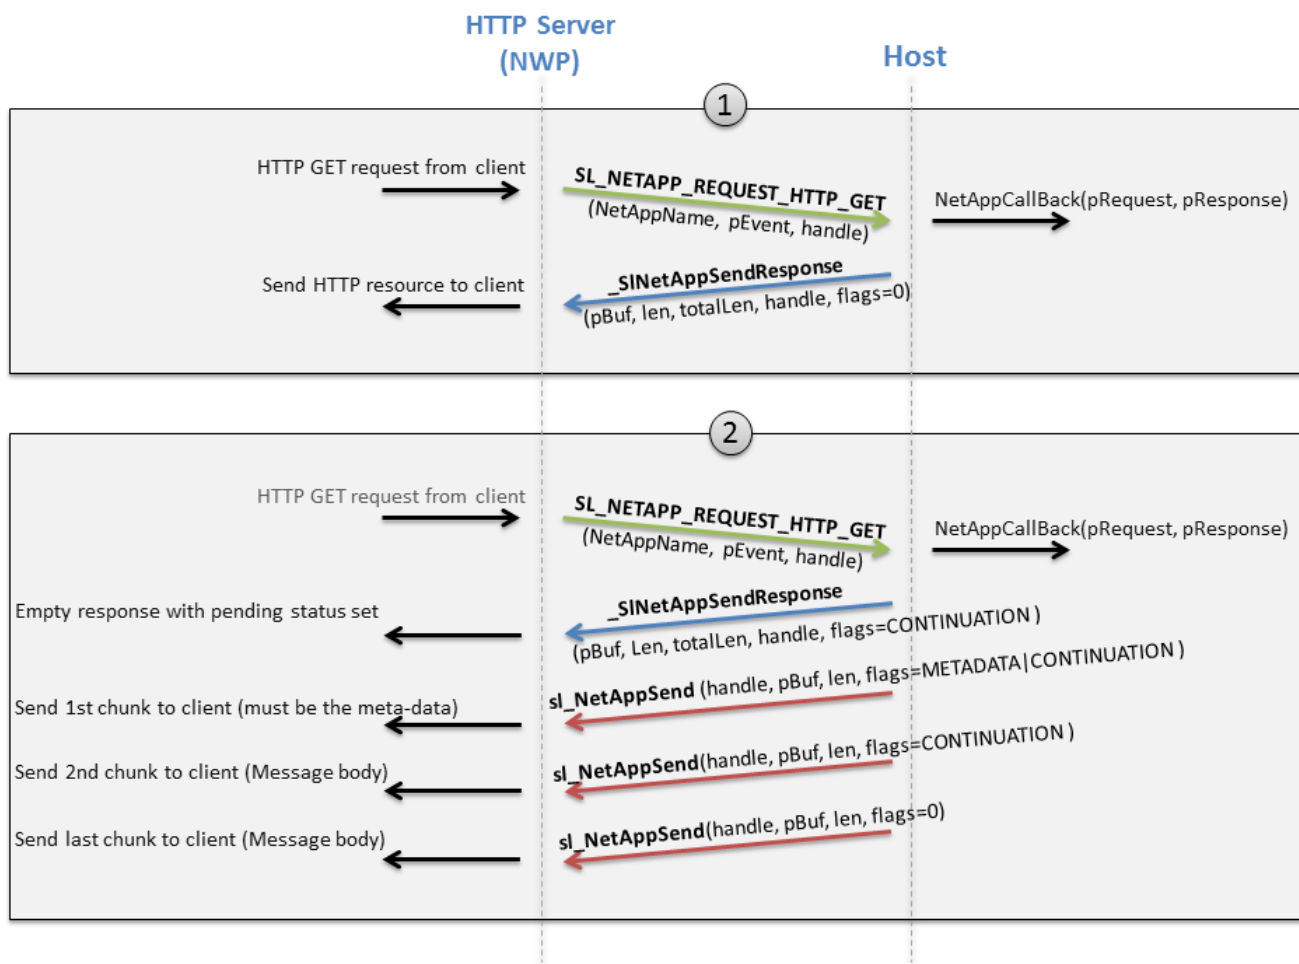 HTTP Server
(NWP)
Host
1
HTTP GET request from client
SL_NETAPP_REQUEST_HTTP_GET
(NetAppName, pEvent, handle)
NetAppCallBack(pRequest, pResponse)
Send HTTP resource to client
_SlNetAppSendResponse
(pBuf, len, totalLen, handle, flags=0)
2
HTTP GET request from client
SL_NETAPP_REQUEST_HTTP_GET
(NetAppName, pEvent, handle)
NetAppCallBack(pRequest, pResponse)
Empty response with pending status set
_SlNetAppSendResponse
(pBuf, Len, totalLen, handle, flags=CONTINUATION )
Send 1st chunk to client (must be the meta-data)
sl_NetAppSend (handle, pBuf, len, flags=METADATA|CONTINUATION )
Send 2nd chunk to client (Message body)
sl_NetAppSend(handle, pBuf, len, flags=CONTINUATION )
Send last chunk to client (Message body)
sl_NetAppSend(handle, pBuf, len, flags=0)